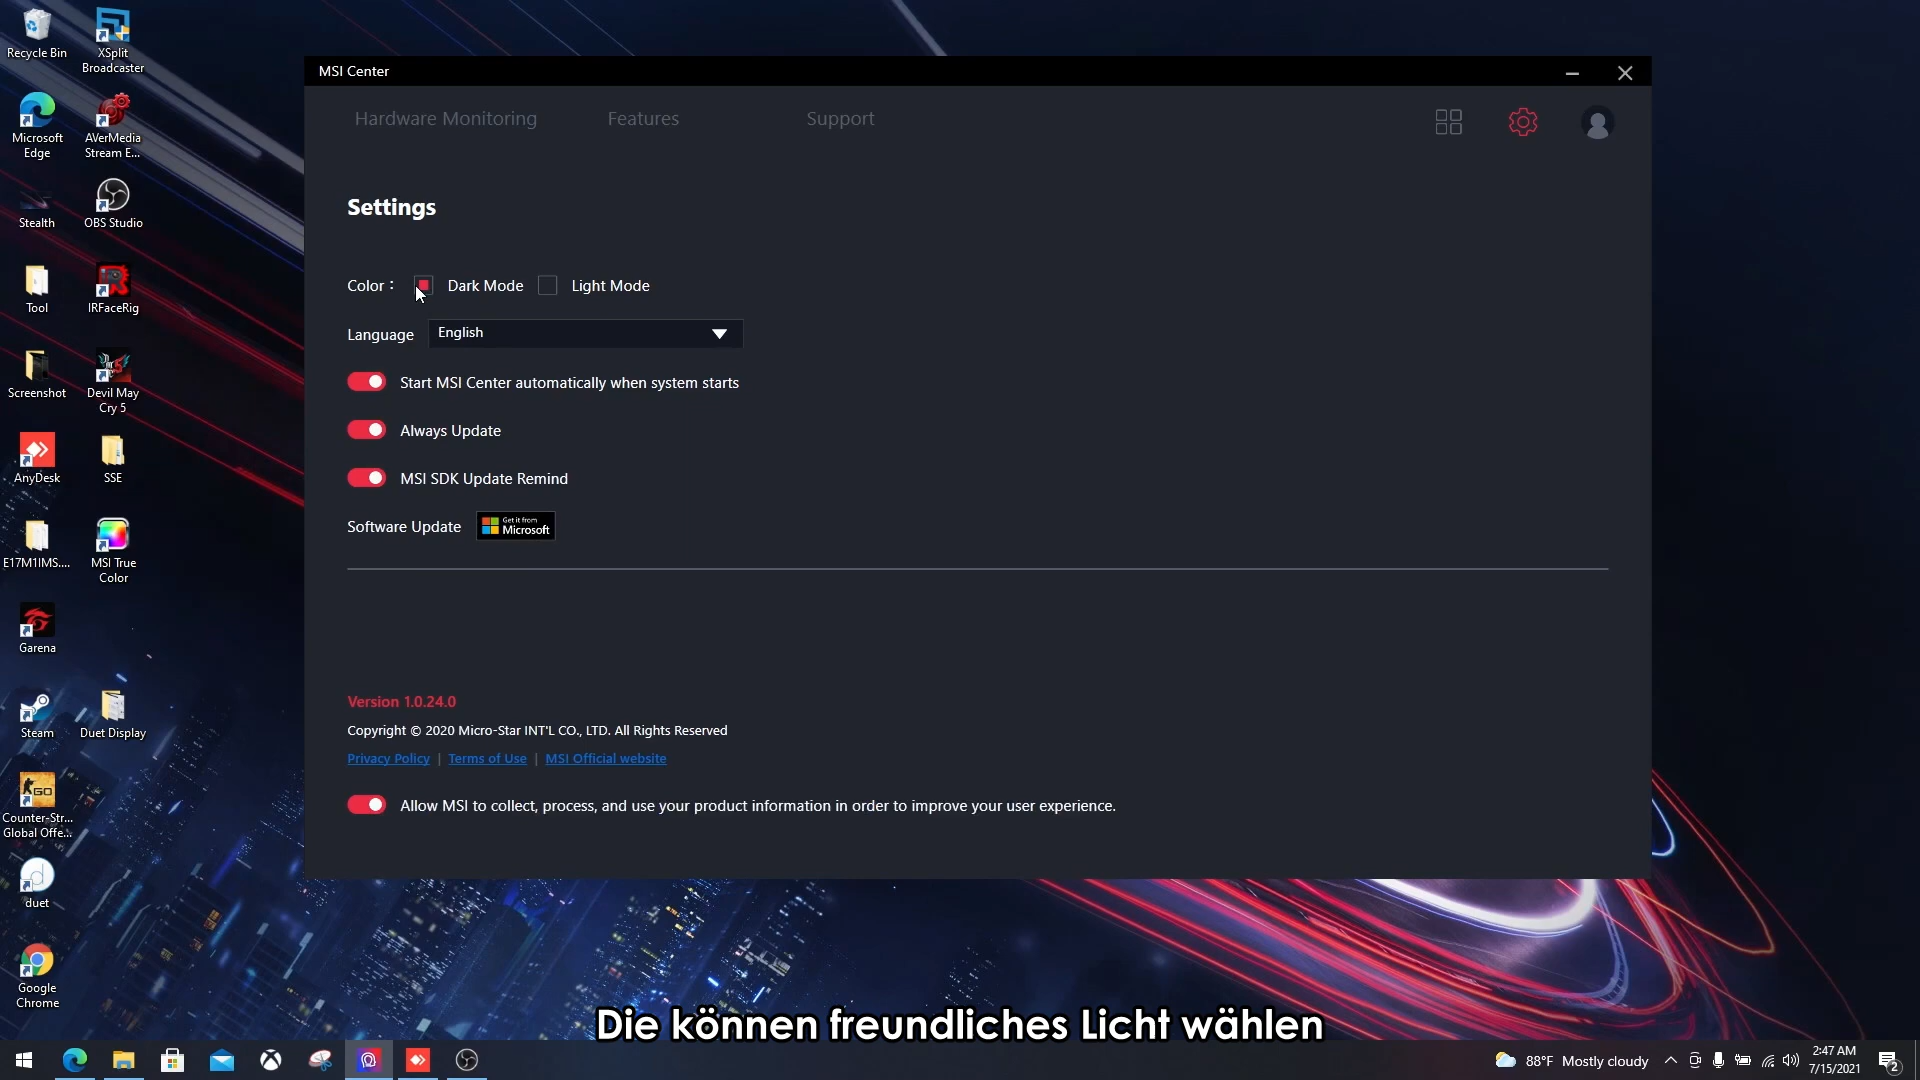 Recycle Bin
XSplit
Broadcaster
Microsoft
Edge
AVerMedia
Stream E...
Stealth
OBS Studio
Tool
IRFaceRig
Screenshot
Devil May
Cry 5
AnyDesk
SSE
E17M1IMS....
MSI True
Color
Garena
Steam
Duet Display
GO
Counter-Str...
Global Offe...
duet
Google
Chrome
MSI Center
Hardware Monitoring
Features
Support
Settings
Color :
Dark Mode
Light Mode
Language
English
Start MSI Center automatically when system starts
Always Update
MSI SDK Update Remind
Software Update
Get it from
Microsoft
Version 1.0.24.0
Copyright © 2020 Micro-Star INT'L CO., LTD. All Rights Reserved
Privacy Policy | Terms of Use | MSI Official website
Allow MSI to collect, process, and use your product information in order to improve your user experience.
Die können freundliches Licht wählen
88°F Mostly cloudy
2:47 AM
7/15/2021
2